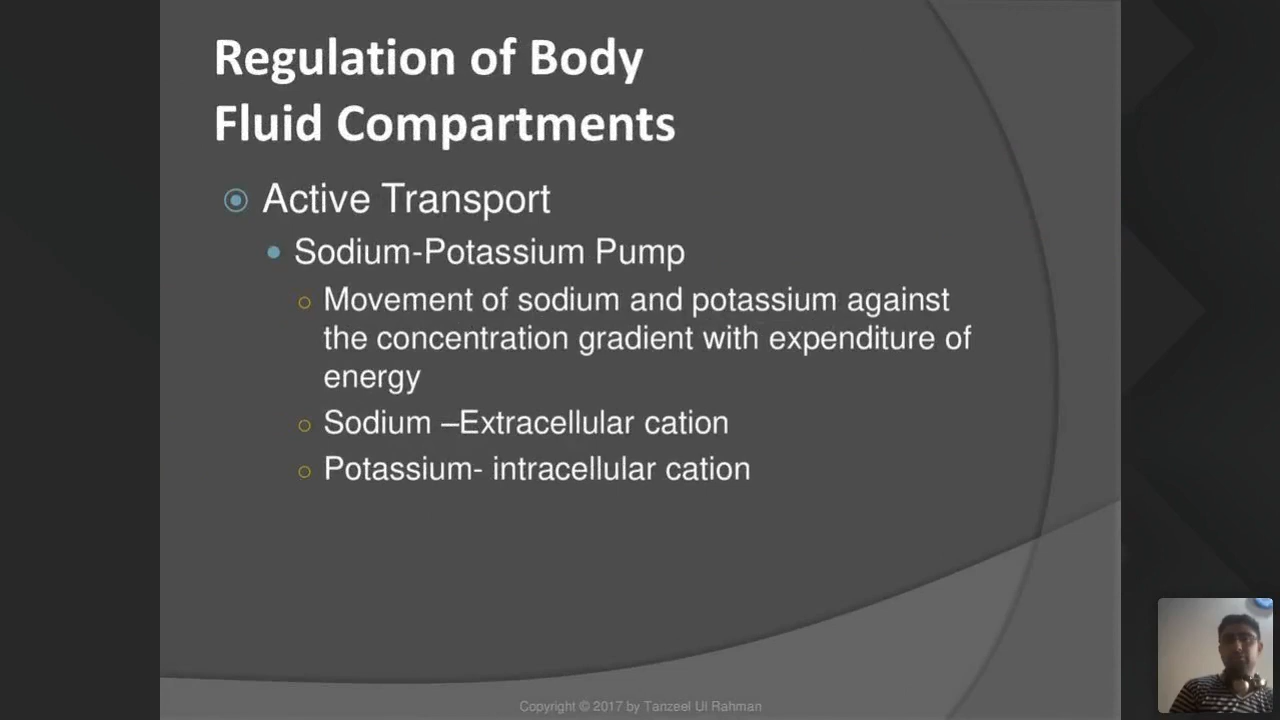 Regulation of Body
Fluid Compartments
Active Transport
Sodium-Potassium Pump
Movement of sodium and potassium against
the concentration gradient with expenditure of
energy
Sodium –Extracellular cation
Potassium- intracellular cation
Copyright © 2017 by Tanzeel Ul Rahman